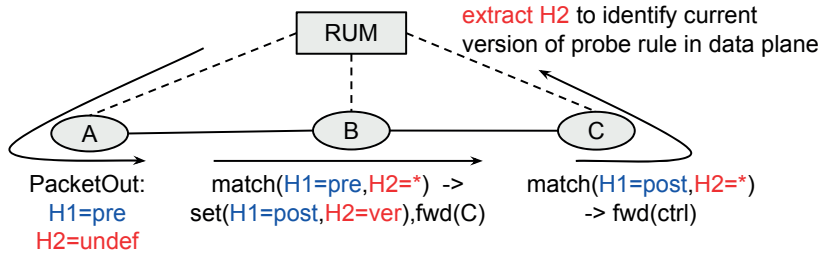 extract H2 to identify current
version of probe rule in data plane
RUM
A
B
C
PacketOut:
H1=pre
H2=undef
match(H1=pre,H2=*) ->
set(H1=post,H2=ver),fwd(C)
match(H1=post,H2=*)
-> fwd(ctrl)